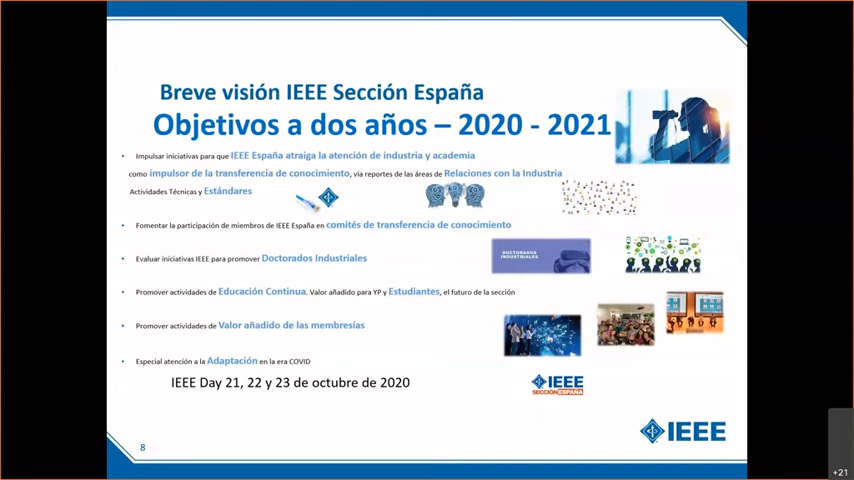 Breve visión IEEE Sección España
Objetivos a dos años – 2020 - 2021
Impulsar iniciativas para que IEEE España atraiga la atención de industria y academia
como impulsor de la transferencia de conocimiento, vía reportes de las áreas de Relaciones con la Industria
Actividades Técnicas y Estándares
Fomentar la participación de miembros de IEEE España en comités de transferencia de conocimiento
Evaluar iniciativas IEEE para promover Doctorados Industriales
DOCTORADOS
INDUSTRIALES
Promover actividades de Educación Continua. Valor añadido para YP y Estudiantes, el futuro de la sección
Promover actividades de Valor añadido de las membresías
Especial atención a la Adaptación en la era COVID
IEEE Day 21, 22 y 23 de octubre de 2020
IEEE
SECCIÓN ESPAÑA
IEEE
8
+21